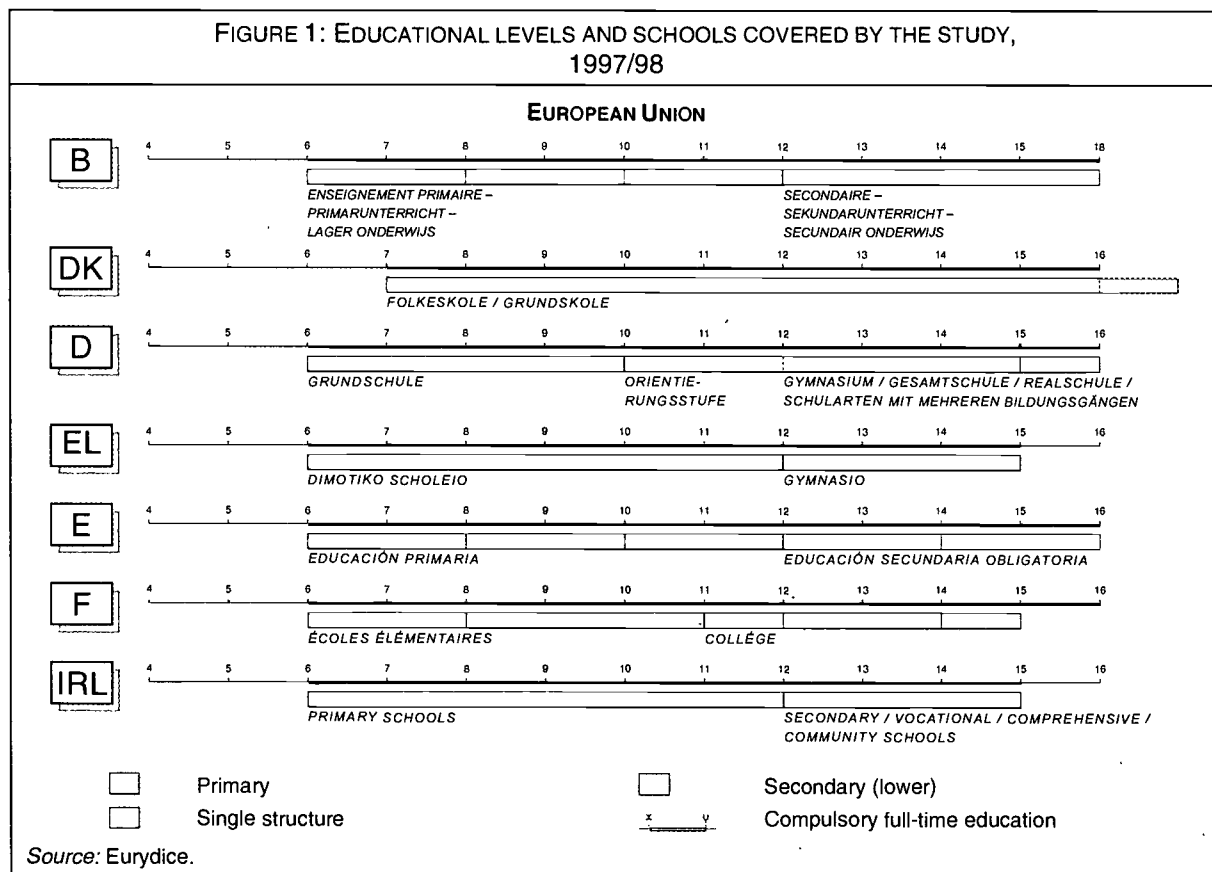 FIGURE 1: EDUCATIONAL LEVELS AND SCHOOLS COVERED BY THE STUDY,
1997/98
EUROPEAN UNION
B
4 5 6 7 8 9 10 11 12 13 14 15 18
ENSEIGNEMENT PRIMAIRE –
PRIMARUNTERRICHT –
LAGER ONDERWIJS
SECONDAIRE –
SEKUNDARUNTERRICHT –
SECUNDAIR ONDERWIJS
DK
4 5 6 7 8 9 10 11 12 13 14 15 16
FOLKESKOLE / GRUNDSKOLE
D
4 5 6 7 8 9 10 11 12 13 14 15 16
GRUNDSCHULE
ORIENTIE-
RUNGSSTUFE
GYMNASIUM / GESAMTSCHULE / REALSCHULE /
SCHULARTEN MIT MEHREREN BILDUNGSGÄNGEN
EL
4 5 6 7 8 9 10 11 12 13 14 15 16
DIMOTIKO SCHOLEIO
GYMNASIO
E
4 5 6 7 8 9 10 11 12 13 14 15 16
EDUCACIÓN PRIMARIA
EDUCACIÓN SECUNDARIA OBLIGATORIA
F
4 5 6 7 8 9 10 11 12 13 14 15 16
ÉCOLES ÉLÉMENTAIRES
COLLÉGE
IRL
4 5 6 7 8 9 10 11 12 13 14 15 16
PRIMARY SCHOOLS
SECONDARY / VOCATIONAL / COMPREHENSIVE /
COMMUNITY SCHOOLS
Primary
Secondary (lower)
Single structure
x y Compulsory full-time education
Source: Eurydice.